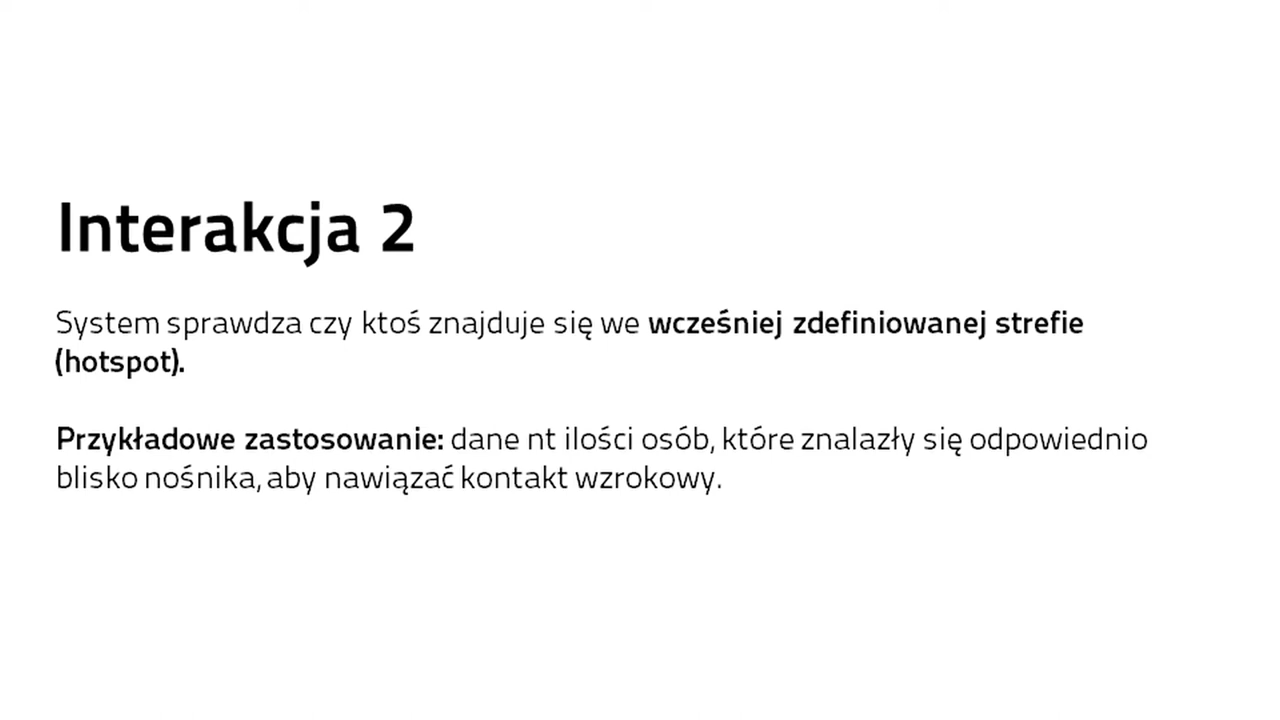 Interakcja 2
System sprawdza czy ktoś znajduje się we wcześniej zdefiniowanej strefie
(hotspot).
Przykładowe zastosowanie: dane nt ilości osób, które znalazły się odpowiednio
blisko nośnika, aby nawiązać kontakt wzrokowy.